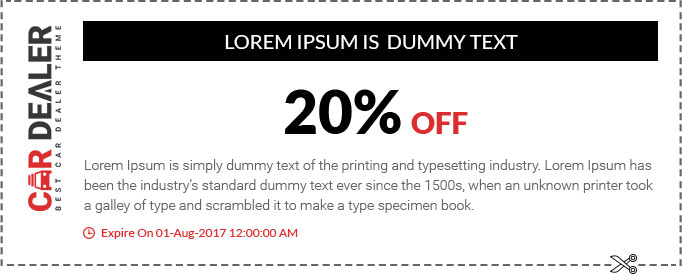 CAR DEALER
BEST CAR DEALER THEME
LOREM IPSUM IS DUMMY TEXT
20% OFF
Lorem Ipsum is simply dummy text of the printing and typesetting industry. Lorem Ipsum has
been the industry’s standard dummy text ever since the 1500s, when an unknown printer took
a galley of type and scrambled it to make a type specimen book.
Expire On 01-Aug-2017 12:00:00 AM